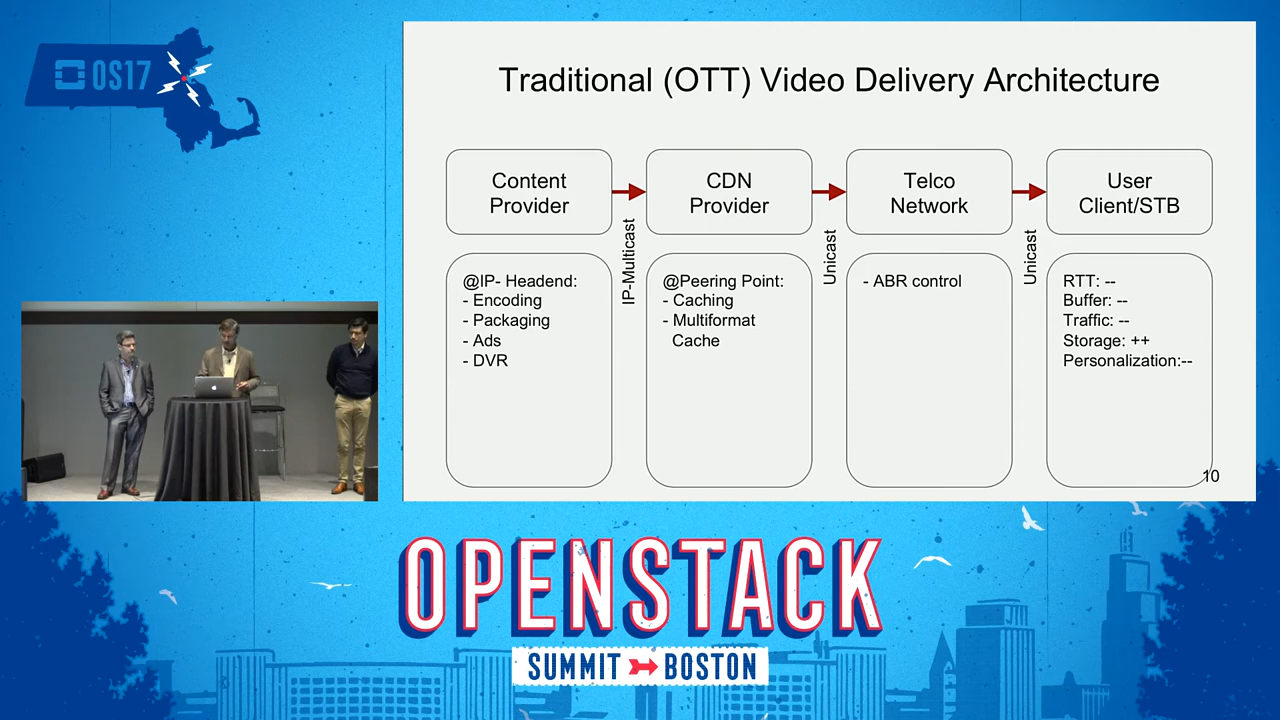 OS17
Traditional (OTT) Video Delivery Architecture
Content
Provider
CDN
Provider
Telco
Network
User
Client/STB
IP-Multicast
Unicast
Unicast
@IP- Headend:
- Encoding
- Packaging
- Ads
- DVR
@Peering Point:
- Caching
- Multiformat
Cache
- ABR control
RTT: --
Buffer: --
Traffic: --
Storage: ++
Personalization:--
10
OPENSTACK
SUMMIT BOSTON